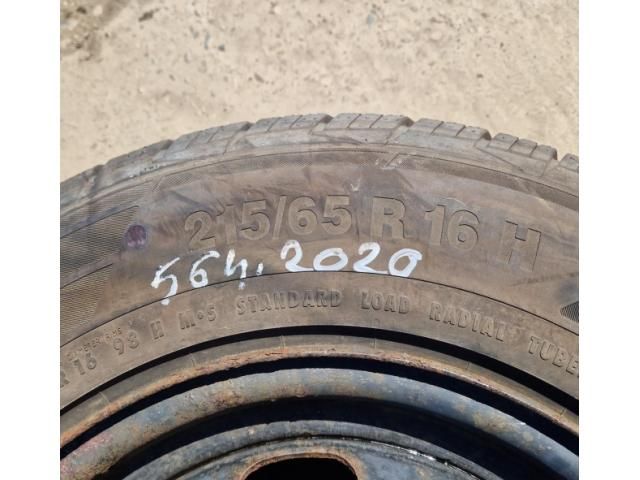 215/65 R 16 H
564, 2020
R 16 98 H M•S STANDARD LOAD RADIAL TUBE